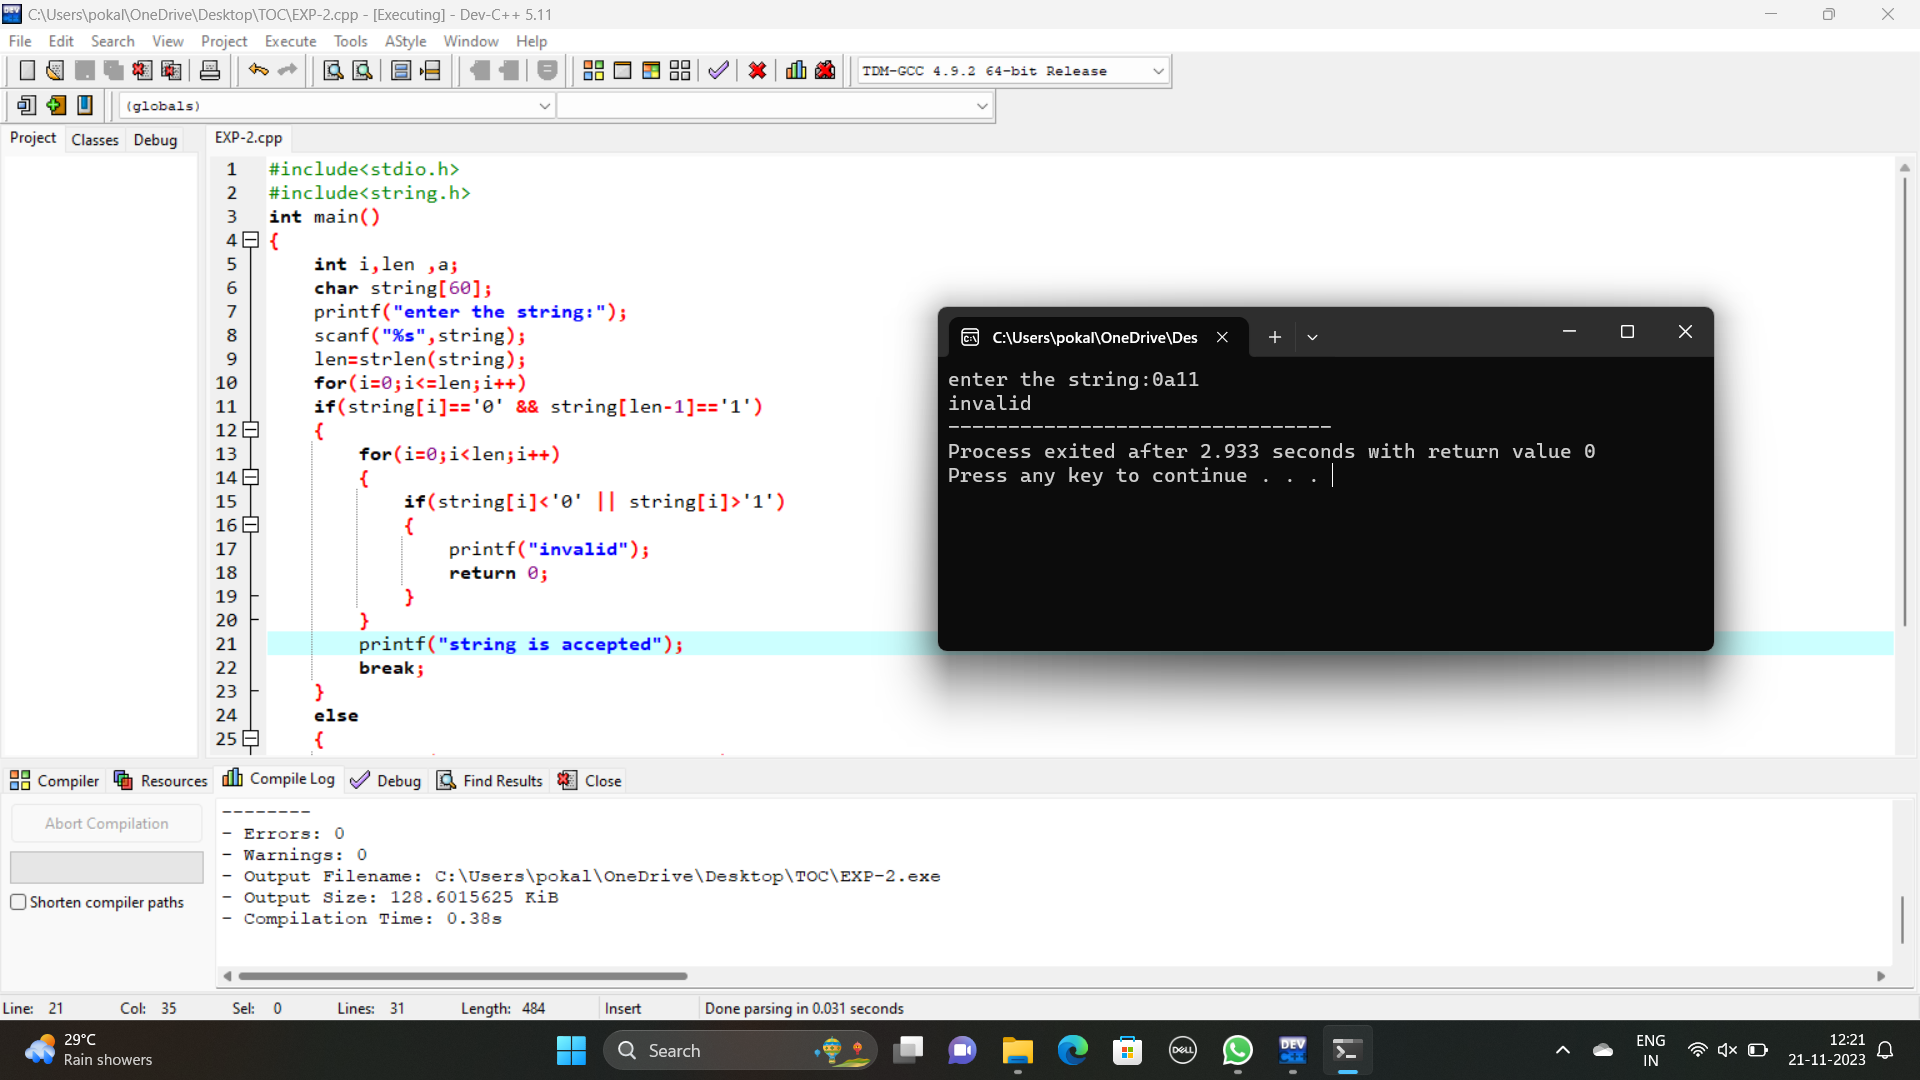 C:\Users\pokal\OneDrive\Desktop\TOC\EXP-2.cpp - [Executing] - Dev-C++ 5.11
File Edit Search View Project Execute Tools AStyle Window Help
TDM-GCC 4.9.2 64-bit Release
(globals)
Project Classes Debug EXP-2.cpp
1 #include<stdio.h>
2 #include<string.h>
3 int main()
4 {
5 int i,len ,a;
6 char string[60];
7 printf("enter the string:");
8 scanf("%s",string);
9 len=strlen(string);
10 for(i=0;i<=len;i++)
11 if(string[i]=='0' && string[len-1]=='1')
12 {
13 for(i=0;i<len;i++)
14 {
15 if(string[i]<'0' || string[i]>'1')
16 {
17 printf("invalid");
18 return 0;
19 }
20 }
21 printf("string is accepted");
22 break;
23 }
24 else
25 {
C:\Users\pokal\OneDrive\Des
enter the string:0a11
invalid
--------------------------------
Process exited after 2.933 seconds with return value 0
Press any key to continue . . .
Compiler Resources Compile Log Debug Find Results Close
Abort Compilation
Shorten compiler paths
--------
- Errors: 0
- Warnings: 0
- Output Filename: C:\Users\pokal\OneDrive\Desktop\TOC\EXP-2.exe
- Output Size: 128.6015625 KiB
- Compilation Time: 0.38s
Line: 21 Col: 35 Sel: 0 Lines: 31 Length: 484 Insert Done parsing in 0.031 seconds
29°C
Rain showers
Search
DELL
DEV
C++
ENG
IN
12:21
21-11-2023